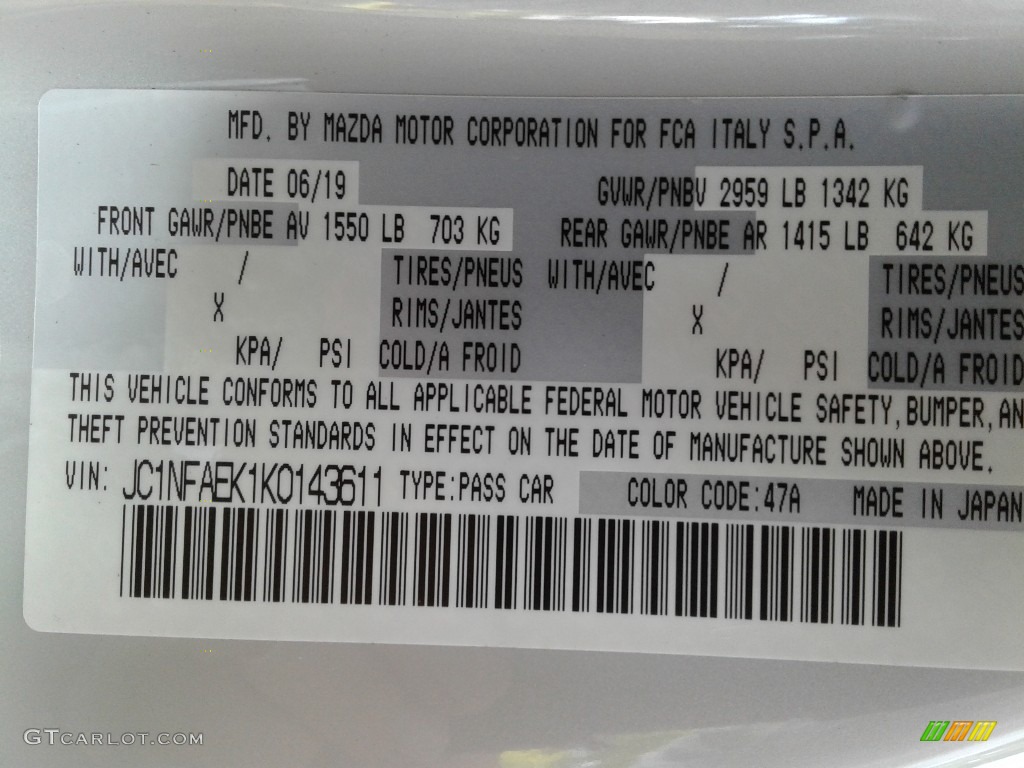 MFD. BY MAZDA MOTOR CORPORATION FOR FCA ITALY S.P.A.
DATE 06/19 GVWR/PNBV 2959 LB 1342 KG
FRONT GAWR/PNBE AV 1550 LB 703 KG REAR GAWR/PNBE AR 1415 LB 642 KG
WITH/AVEC / TIRES/PNEUS WITH/AVEC / TIRES/PNEUS
X RIMS/JANTES X RIMS/JANTES
KPA/ PSI COLD/A FROID KPA/ PSI COLD/A FROID
THIS VEHICLE CONFORMS TO ALL APPLICABLE FEDERAL MOTOR VEHICLE SAFETY, BUMPER, AN
THEFT PREVENTION STANDARDS IN EFFECT ON THE DATE OF MANUFACTURE SHOWN ABOVE.
VIN: JC1NFAEK1K0143611 TYPE:PASS CAR COLOR CODE:47A MADE IN JAPAN
GTCARLOT.COM